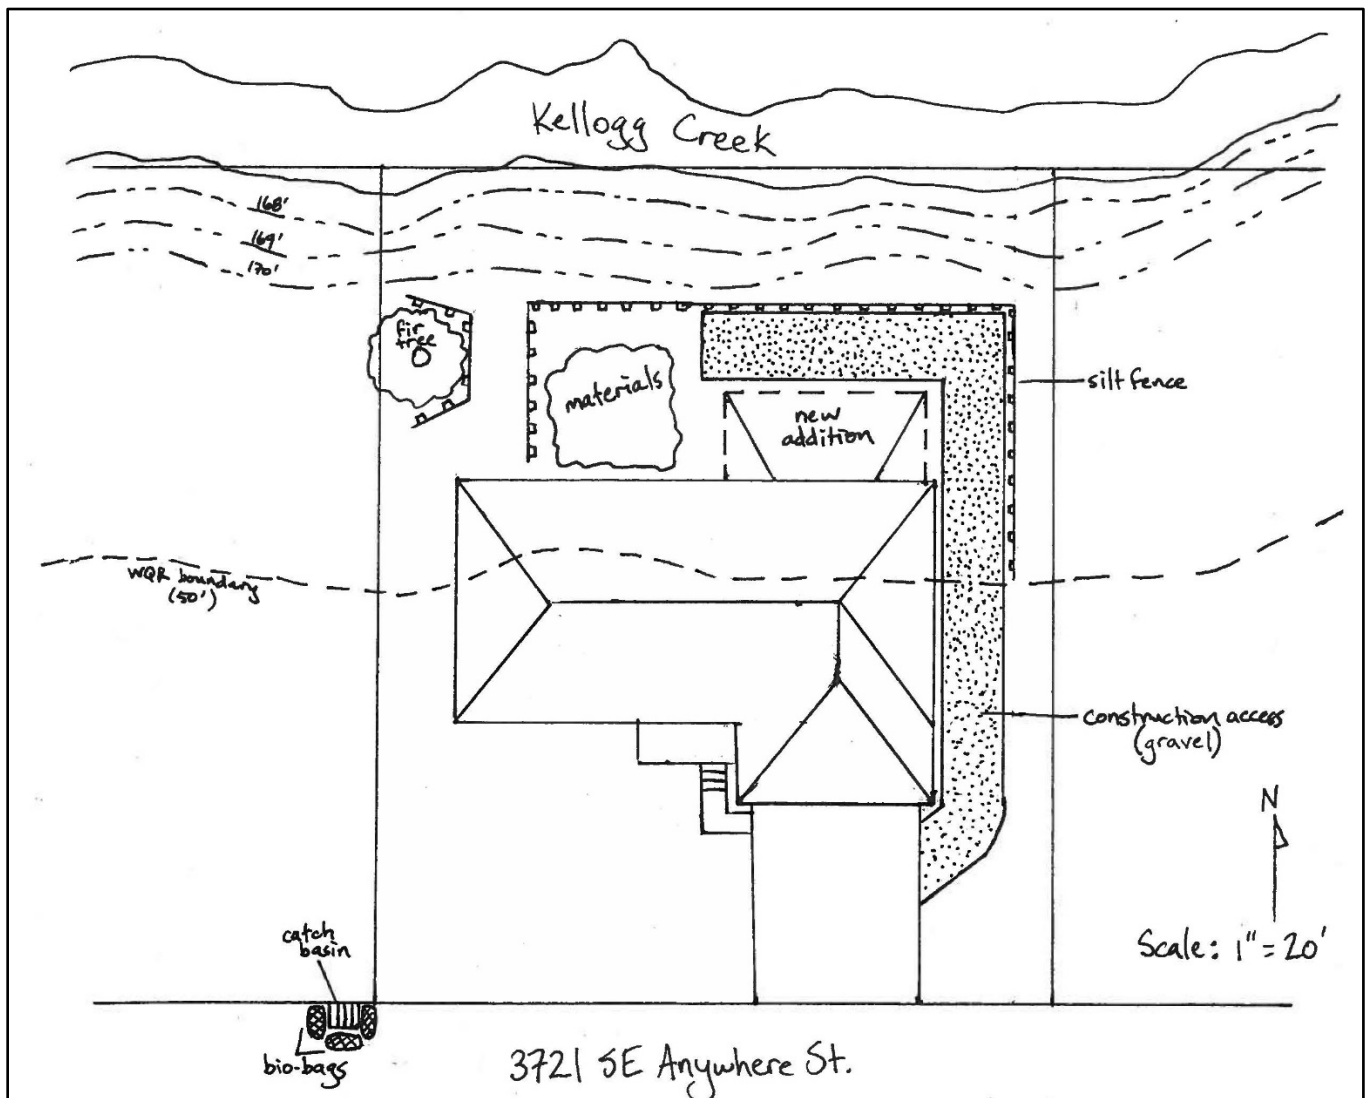 Kellogg Creek
168'
169'
170'
fir
tree
materials
new
addition
silt fence
WQR boundary
(50')
construction access
(gravel)
N
Scale: 1" = 20'
catch
basin
bio-bags
3721 SE Anywhere St.